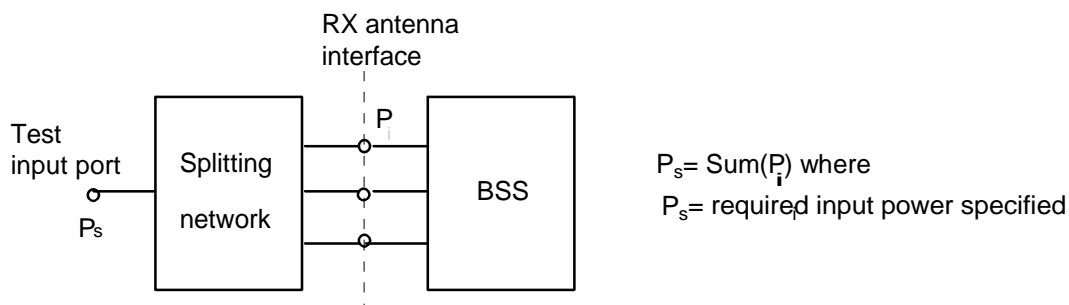 RX antenna
interface
Test
input port
Ps
Splitting
network
Pi
BSS
Ps= Sum(Pi) where
Ps= required input power specified